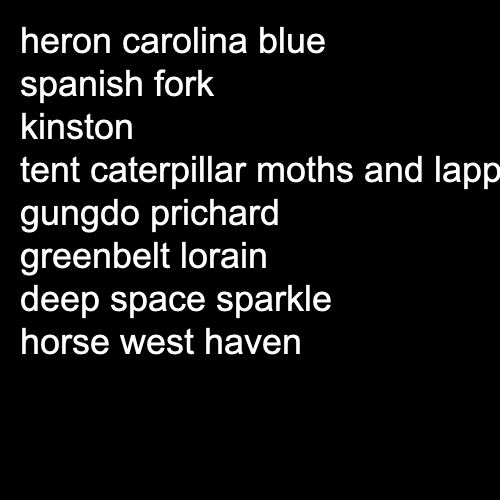 heron carolina blue
spanish fork
kinston
tent caterpillar moths and lapp
gungdo prichard
greenbelt lorain
deep space sparkle
horse west haven